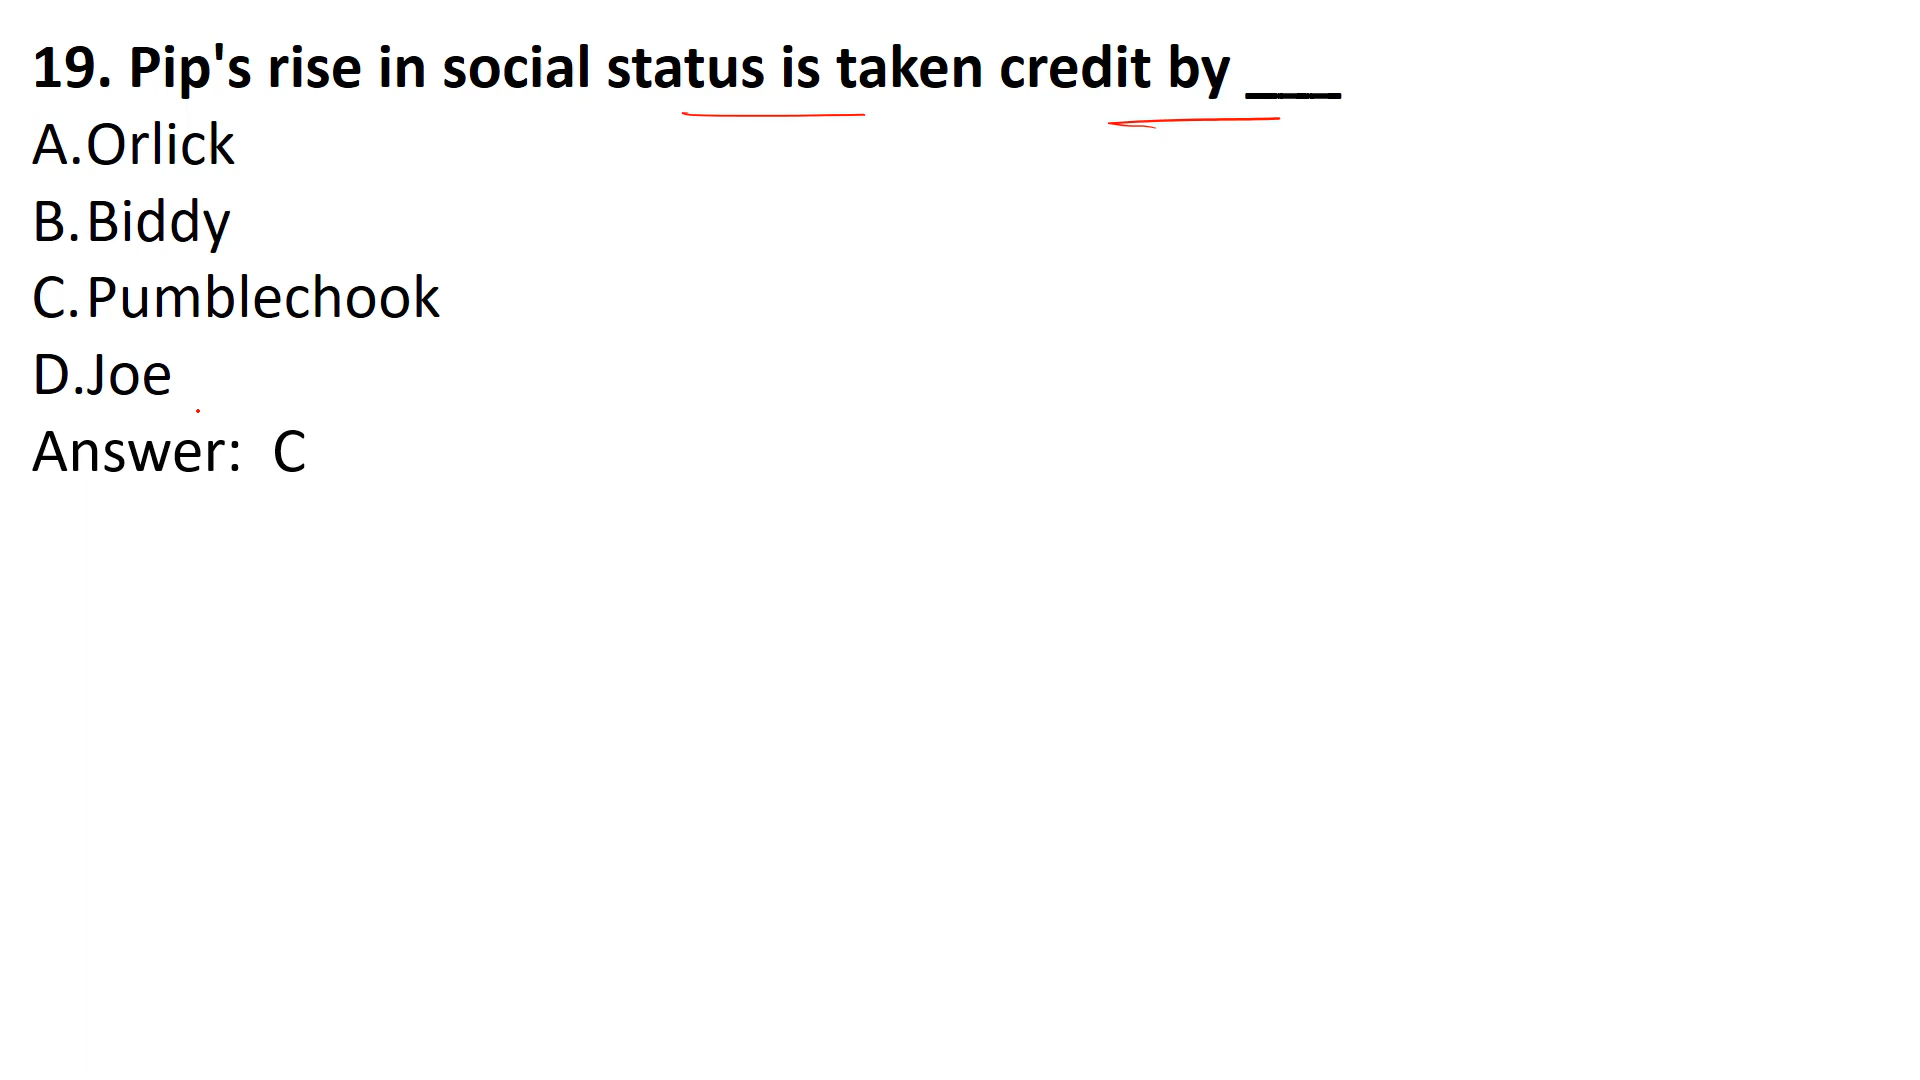 19. Pip's rise in social status is taken credit by ___
A.Orlick
B.Biddy
C.Pumblechook
D.Joe
Answer:  C